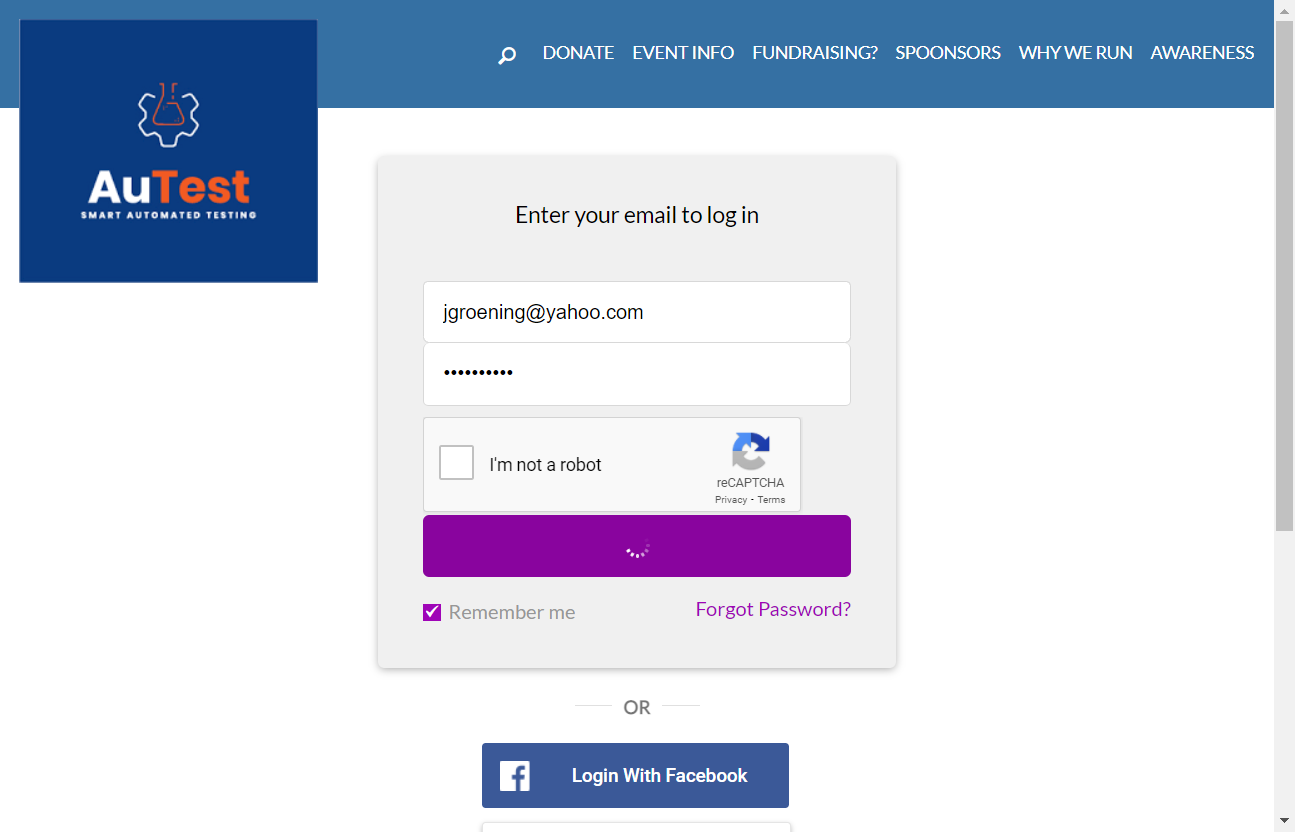 DONATE EVENT INFO FUNDRAISING? SPOONSORS WHY WE RUN AWARENESS
AuTest
SMART AUTOMATED TESTING
Enter your email to log in
jgroening@yahoo.com
••••••••••
I'm not a robot
reCAPTCHA
Privacy - Terms
Remember me
Forgot Password?
OR
Login With Facebook